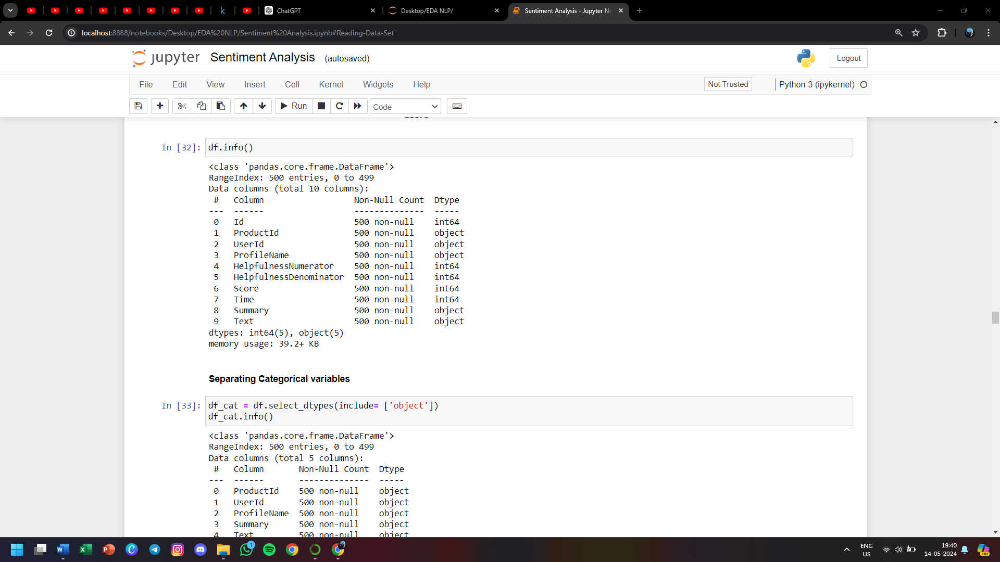 ChatGPT
Desktop/EDA NLP/
Sentiment Analysis - Jupyter No
localhost:8888/notebooks/Desktop/EDA%20NLP/Sentiment%20Analysis.ipynb#Reading-Data-Set
jupyter Sentiment Analysis (autosaved)
Logout
File Edit View Insert Cell Kernel Widgets Help
Not Trusted
Python 3 (ipykernel)
Run
Code
In [32]: df.info()
<class 'pandas.core.frame.DataFrame'>
RangeIndex: 500 entries, 0 to 499
Data columns (total 10 columns):
# Column Non-Null Count Dtype
--- ------ -------------- -----
0 Id 500 non-null int64
1 ProductId 500 non-null object
2 UserId 500 non-null object
3 ProfileName 500 non-null object
4 HelpfulnessNumerator 500 non-null int64
5 HelpfulnessDenominator 500 non-null int64
6 Score 500 non-null int64
7 Time 500 non-null int64
8 Summary 500 non-null object
9 Text 500 non-null object
dtypes: int64(5), object(5)
memory usage: 39.2+ KB
Separating Categorical variables
In [33]: df_cat = df.select_dtypes(include= ['object'])
df_cat.info()
<class 'pandas.core.frame.DataFrame'>
RangeIndex: 500 entries, 0 to 499
Data columns (total 5 columns):
# Column Non-Null Count Dtype
--- ------ -------------- -----
0 ProductId 500 non-null object
1 UserId 500 non-null object
2 ProfileName 500 non-null object
3 Summary 500 non-null object
4 Text 500 non-null object
1
ENG
US
19:40
14-05-2024